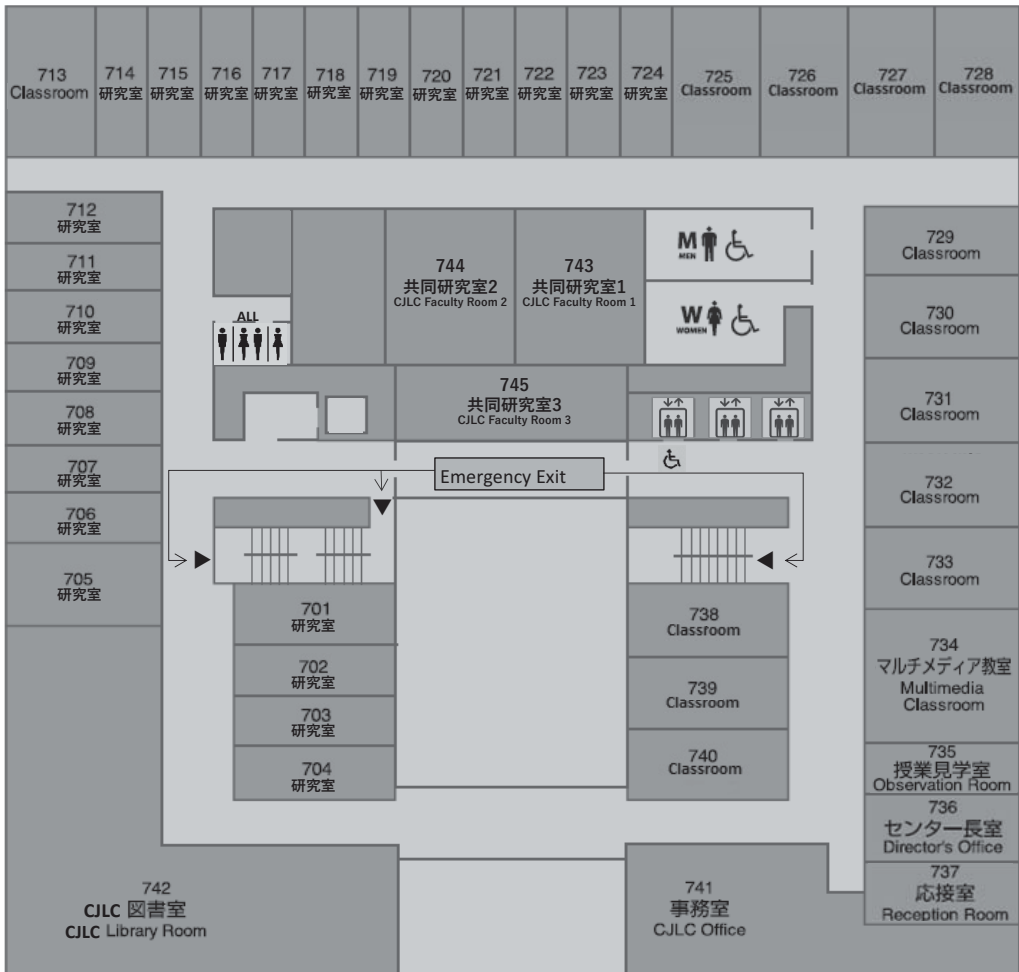 713
Classroom
714
研究室
715
研究室
716
研究室
717
研究室
718
研究室
719
研究室
720
研究室
721
研究室
722
研究室
723
研究室
724
研究室
725
Classroom
726
Classroom
727
Classroom
728
Classroom
712
研究室
711
研究室
710
研究室
709
研究室
708
研究室
707
研究室
706
研究室
705
研究室
ALL
744
共同研究室2
CJLC Faculty Room 2
743
共同研究室1
CJLC Faculty Room 1
M
MEN
W
WOMEN
745
共同研究室3
CJLC Faculty Room 3
Emergency Exit
729
Classroom
730
Classroom
731
Classroom
732
Classroom
733
Classroom
734
マルチメディア教室
Multimedia
Classroom
735
授業見学室
Observation Room
736
センター長室
Director's Office
737
応接室
Reception Room
701
研究室
702
研究室
703
研究室
704
研究室
738
Classroom
739
Classroom
740
Classroom
742
CJLC 図書室
CJLC Library Room
741
事務室
CJLC Office